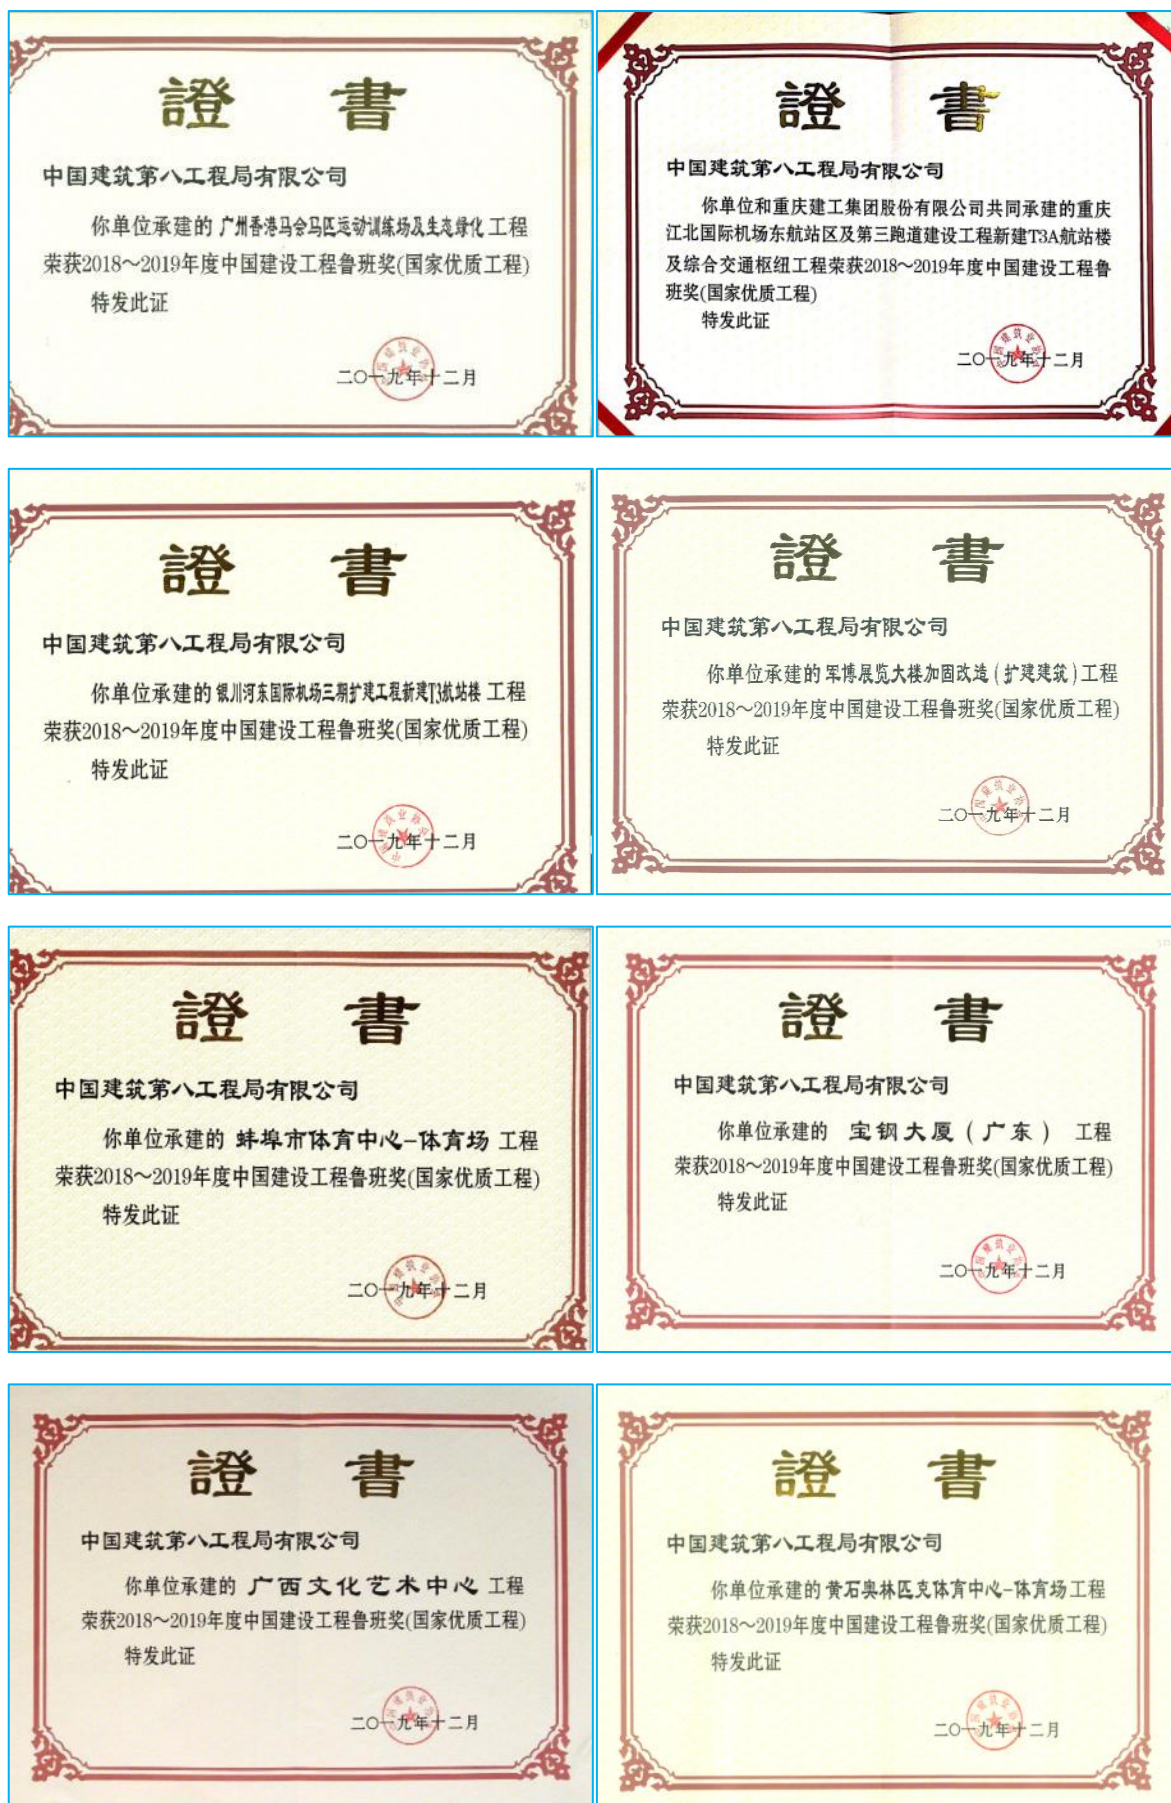 證 書
中国建筑第八工程局有限公司
你单位承建的 广州香港马会马匹运动训练场及生态绿化 工程
荣获2018～2019年度中国建设工程鲁班奖(国家优质工程)
特发此证
二〇一九年十二月
證 書
中国建筑第八工程局有限公司
你单位和重庆建工集团股份有限公司共同承建的重庆
江北国际机场东航站区及第三跑道建设工程新建T3A航站楼
及综合交通枢纽工程荣获2018～2019年度中国建设工程鲁
班奖(国家优质工程)
特发此证
二〇一九年十二月
證 書
中国建筑第八工程局有限公司
你单位承建的 银川河东国际机场三期扩建工程新建T3航站楼 工程
荣获2018～2019年度中国建设工程鲁班奖(国家优质工程)
特发此证
二〇一九年十二月
證 書
中国建筑第八工程局有限公司
你单位承建的 军博展览大楼加固改造(扩建建筑)工程
荣获2018～2019年度中国建设工程鲁班奖(国家优质工程)
特发此证
二〇一九年十二月
證 書
中国建筑第八工程局有限公司
你单位承建的 蚌埠市体育中心-体育场 工程
荣获2018～2019年度中国建设工程鲁班奖(国家优质工程)
特发此证
二〇一九年十二月
證 書
中国建筑第八工程局有限公司
你单位承建的 宝钢大厦(广东) 工程
荣获2018～2019年度中国建设工程鲁班奖(国家优质工程)
特发此证
二〇一九年十二月
證 書
中国建筑第八工程局有限公司
你单位承建的 广西文化艺术中心 工程
荣获2018～2019年度中国建设工程鲁班奖(国家优质工程)
特发此证
二〇一九年十二月
證 書
中国建筑第八工程局有限公司
你单位承建的 黄石奥林匹克体育中心-体育场工程
荣获2018～2019年度中国建设工程鲁班奖(国家优质工程)
特发此证
二〇一九年十二月